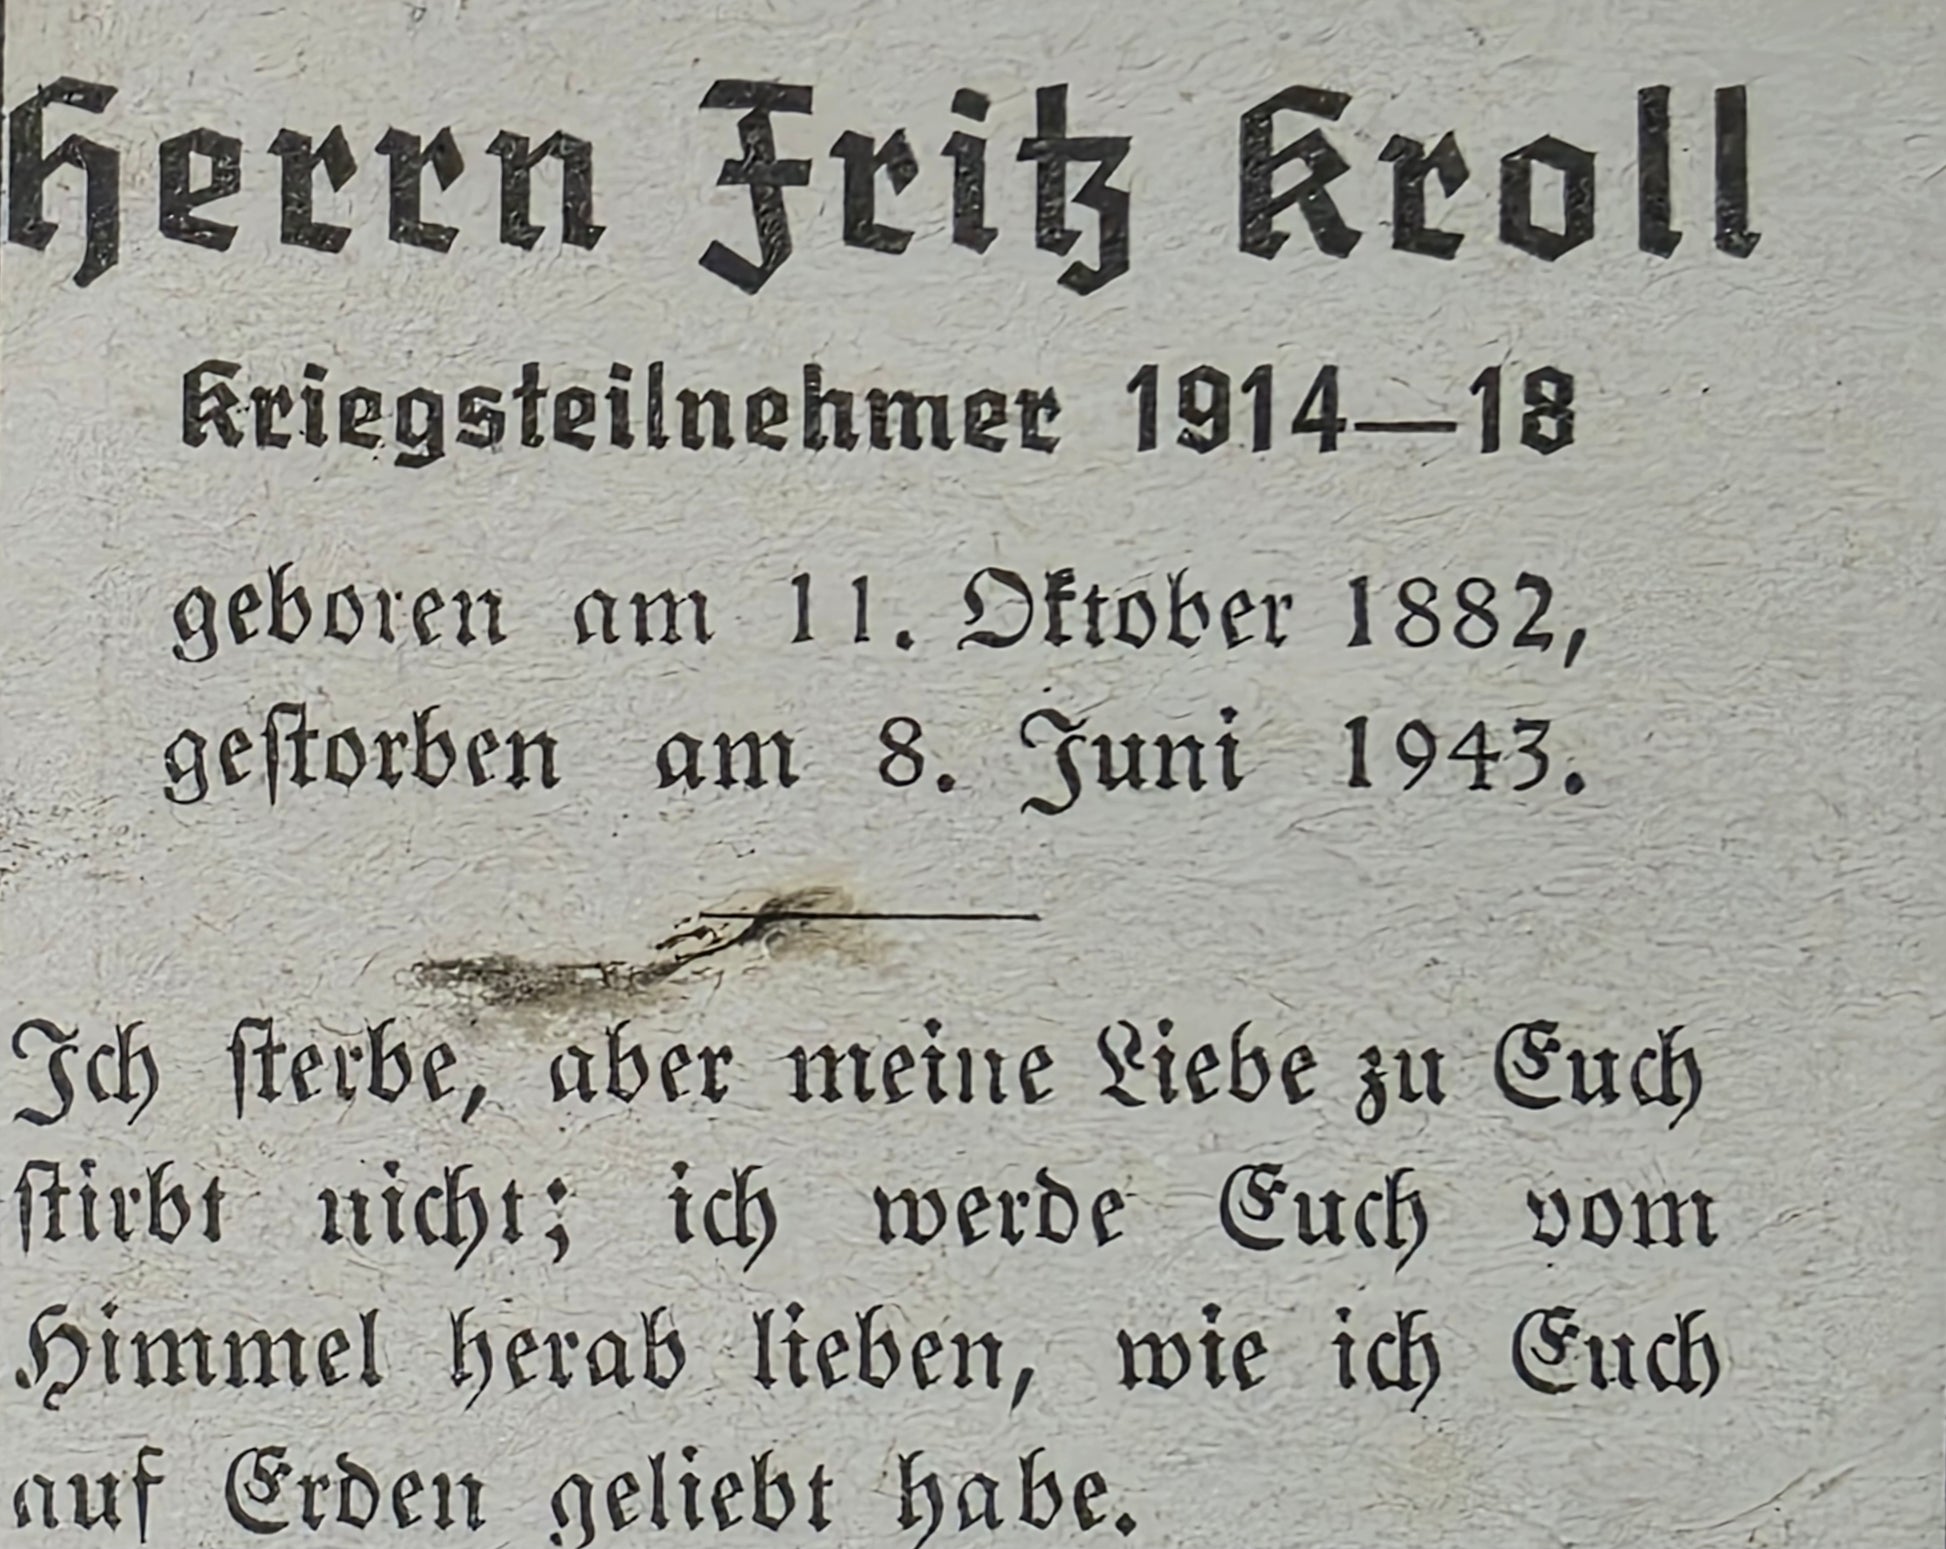 Herrn Fritz Kroll
Kriegsteilnehmer 1914—18
geboren am 11. Oktober 1882,
gestorben am 8. Juni 1943.
Ich sterbe, aber meine Liebe zu Euch
stirbt nicht; ich werde Euch vom
Himmel herab lieben, wie ich Euch
auf Erden geliebt habe.